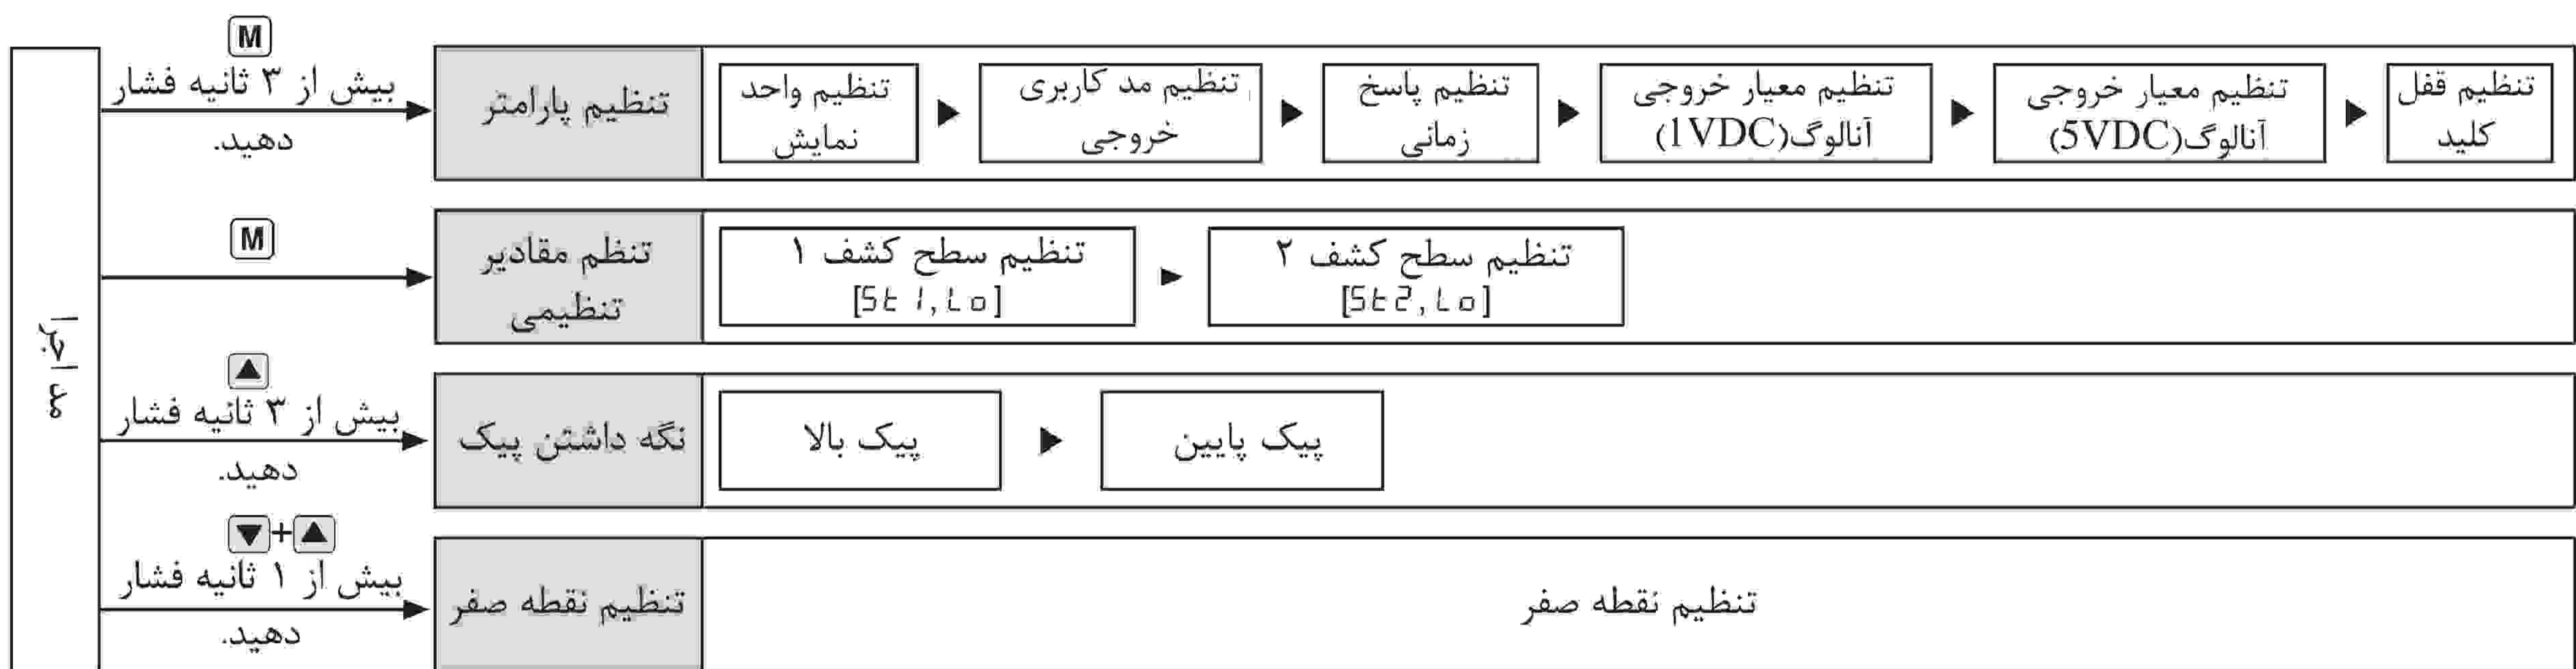 مد اجرا
M
بیش از ۳ ثانیه فشار
دهید.
تنظیم پارامتر
تنظیم واحد
نمایش
تنظیم مد کاربری
خروجی
تنظیم پاسخ
زمانی
تنظیم معیار خروجی
آنالوگ(1VDC)
تنظیم معیار خروجی
آنالوگ(5VDC)
تنظیم قفل
کلید
M
تنظم مقادیر
تنظیمی
تنظیم سطح کشف ۱
[St1, Lo]
تنظیم سطح کشف ۲
[St2, Lo]
بیش از ۳ ثانیه فشار
دهید.
نگه داشتن پیک
پیک بالا
پیک پایین
+
بیش از ۱ ثانیه فشار
دهید.
تنظیم نقطه صفر
تنظیم نقطه صفر